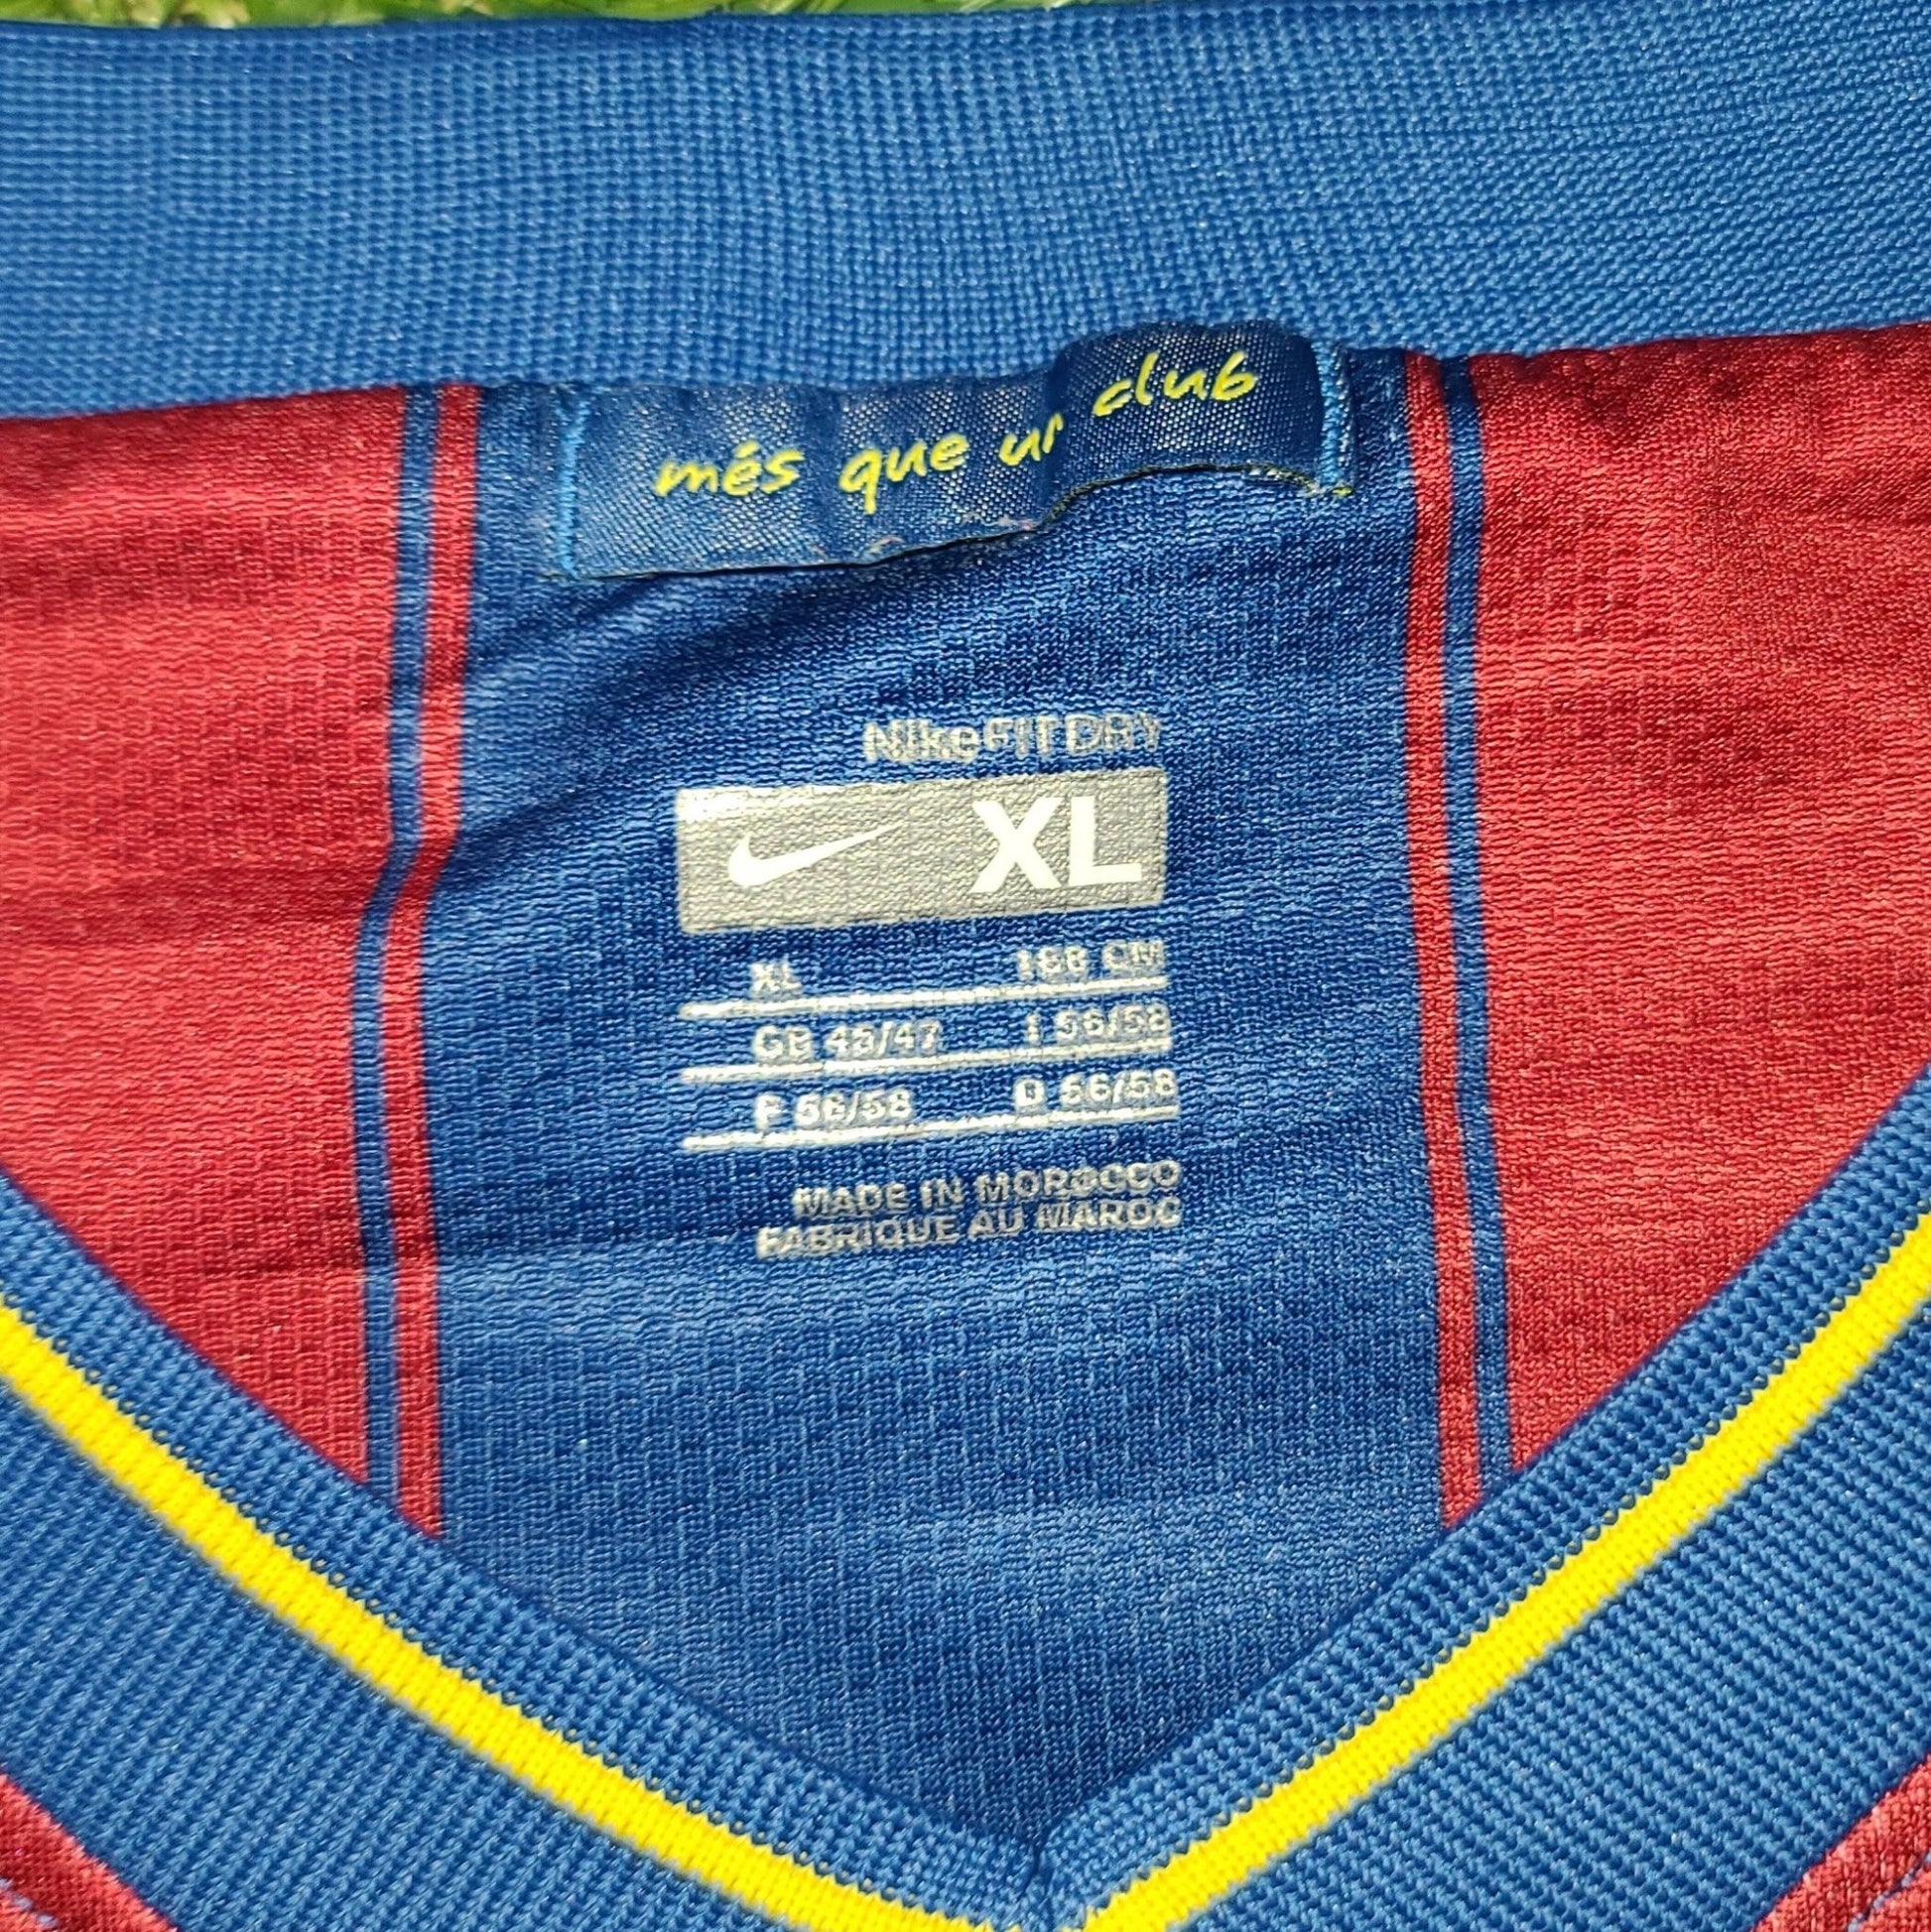 més que un club
NikeFITDRY
XL
XL 188 CM
GB 45/47 I 56/58
F 56/58 D 56/58
MADE IN MOROCCO
FABRIQUE AU MAROC